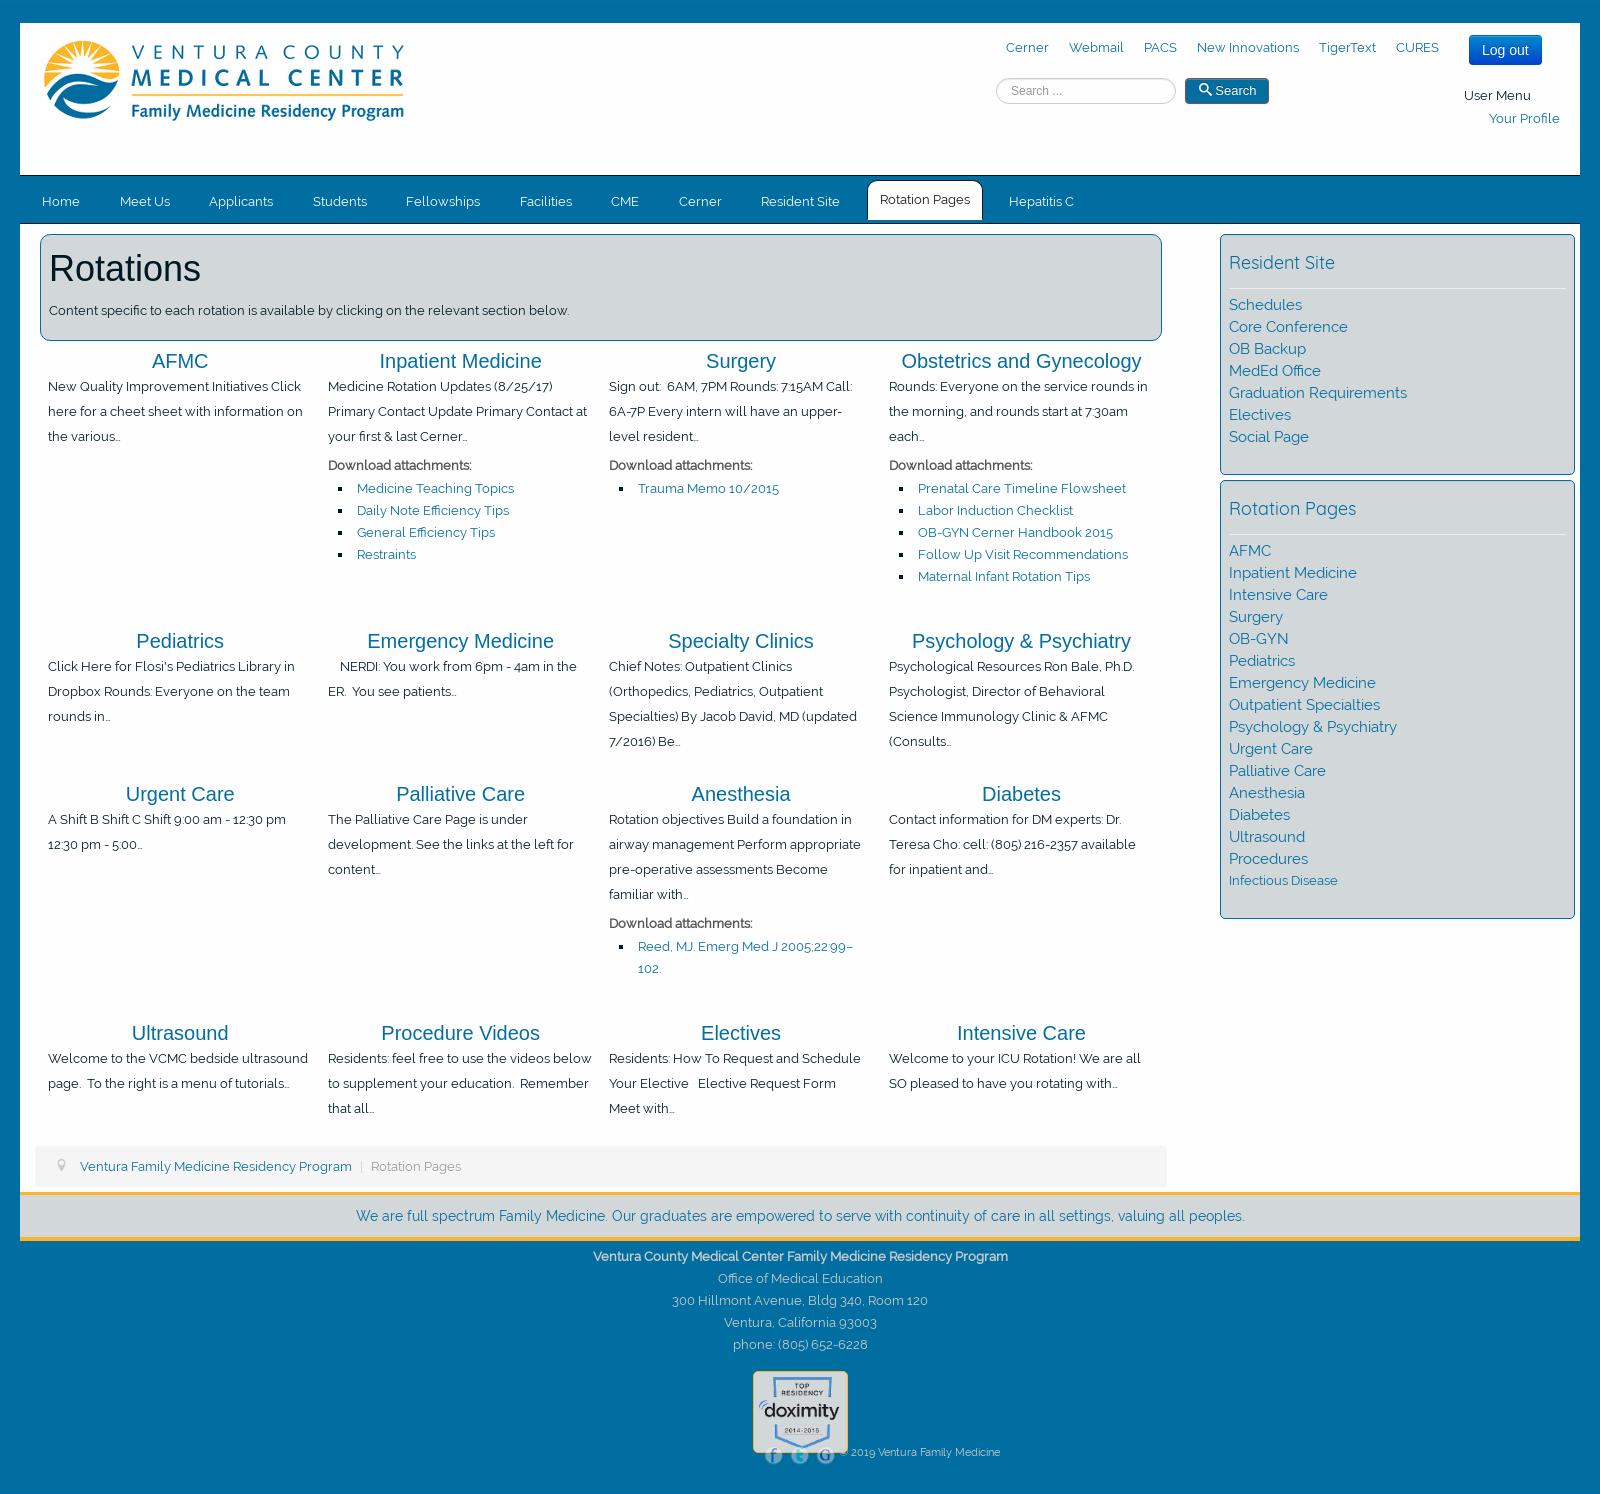 VENTURA COUNTY
MEDICAL CENTER
Family Medicine Residency Program
Cerner Webmail PACS New Innovations TigerText CURES
Log out
Search ...
Search
User Menu
Your Profile
Home Meet Us Applicants Students Fellowships Facilities CME Cerner Resident Site Rotation Pages Hepatitis C
Rotations
Content specific to each rotation is available by clicking on the relevant section below.
AFMC
New Quality Improvement Initiatives Click
here for a cheet sheet with information on
the various...
Inpatient Medicine
Medicine Rotation Updates (8/25/17)
Primary Contact Update Primary Contact at
your first & last Cerner...
Download attachments:
Medicine Teaching Topics
Daily Note Efficiency Tips
General Efficiency Tips
Restraints
Surgery
Sign out:  6AM, 7PM Rounds: 7:15AM Call:
6A-7P Every intern will have an upper-
level resident...
Download attachments:
Trauma Memo 10/2015
Obstetrics and Gynecology
Rounds: Everyone on the service rounds in
the morning, and rounds start at 7:30am
each...
Download attachments:
Prenatal Care Timeline Flowsheet
Labor Induction Checklist
OB-GYN Cerner Handbook 2015
Follow Up Visit Recommendations
Maternal Infant Rotation Tips
Pediatrics
Click Here for Flosi's Pediatrics Library in
Dropbox Rounds: Everyone on the team
rounds in...
Emergency Medicine
NERDI: You work from 6pm - 4am in the
ER.  You see patients...
Specialty Clinics
Chief Notes: Outpatient Clinics
(Orthopedics, Pediatrics, Outpatient
Specialties) By Jacob David, MD (updated
7/2016) Be...
Psychology & Psychiatry
Psychological Resources Ron Bale, Ph.D.
Psychologist, Director of Behavioral
Science Immunology Clinic & AFMC
(Consults...
Urgent Care
A Shift B Shift C Shift 9:00 am - 12:30 pm
12:30 pm - 5:00...
Palliative Care
The Palliative Care Page is under
development. See the links at the left for
content...
Anesthesia
Rotation objectives Build a foundation in
airway management Perform appropriate
pre-operative assessments Become
familiar with...
Download attachments:
Reed, MJ. Emerg Med J 2005;22:99–
102.
Diabetes
Contact information for DM experts: Dr.
Teresa Cho: cell: (805) 216-2357 available
for inpatient and...
Ultrasound
Welcome to the VCMC bedside ultrasound
page.  To the right is a menu of tutorials...
Procedure Videos
Residents: feel free to use the videos below
to supplement your education.  Remember
that all...
Electives
Residents: How To Request and Schedule
Your Elective   Elective Request Form
Meet with...
Intensive Care
Welcome to your ICU Rotation! We are all
SO pleased to have you rotating with...
Resident Site
Schedules
Core Conference
OB Backup
MedEd Office
Graduation Requirements
Electives
Social Page
Rotation Pages
AFMC
Inpatient Medicine
Intensive Care
Surgery
OB-GYN
Pediatrics
Emergency Medicine
Outpatient Specialties
Psychology & Psychiatry
Urgent Care
Palliative Care
Anesthesia
Diabetes
Ultrasound
Procedures
Infectious Disease
Ventura Family Medicine Residency Program | Rotation Pages
We are full spectrum Family Medicine. Our graduates are empowered to serve with continuity of care in all settings, valuing all peoples.
Ventura County Medical Center Family Medicine Residency Program
Office of Medical Education
300 Hillmont Avenue, Bldg 340, Room 120
Ventura, California 93003
phone: (805) 652-6228
TOP
RESIDENCY
doximity
2014-2015
f t G © 2019 Ventura Family Medicine